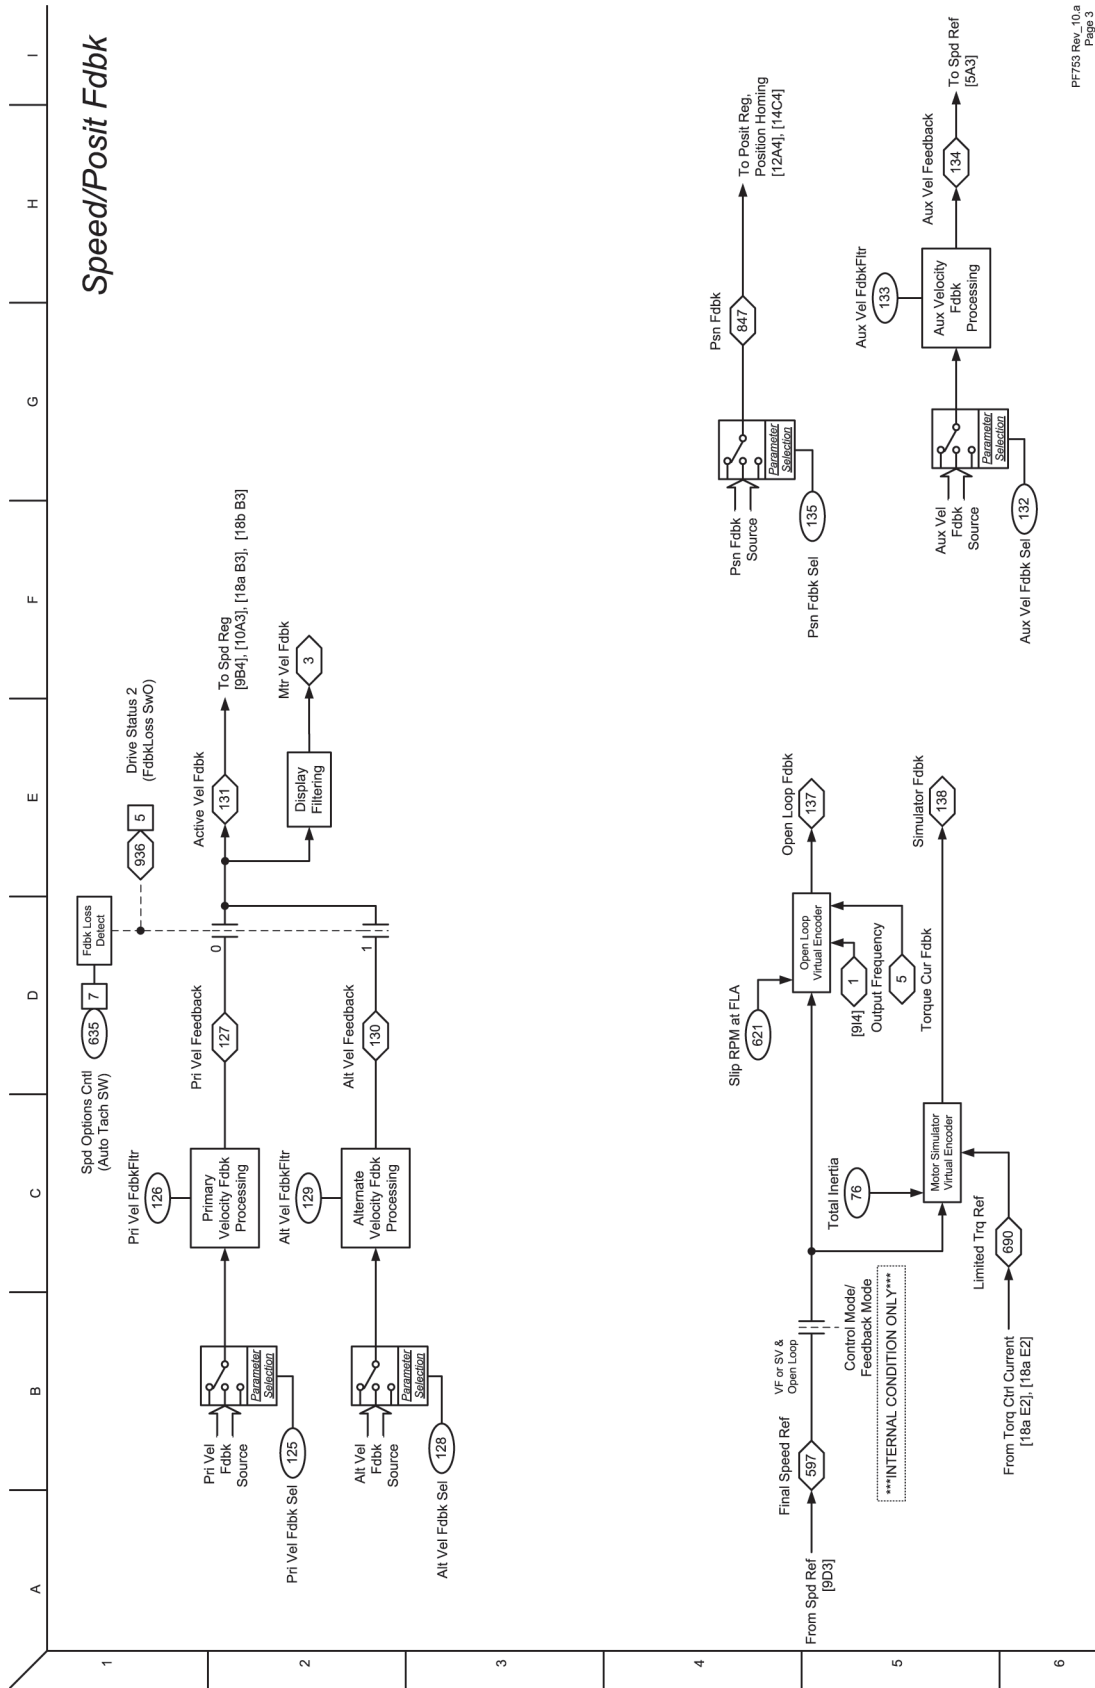 Speed/Posit Fdbk
A
B
C
D
E
F
G
H
I
1
2
3
4
5
6
Spd Options Cntl
(Auto Tach SW)
635
7
Fdbk Loss
Detect
936
5
Drive Status 2
(FdbkLoss SwO)
Pri Vel
Fdbk
Source
Parameter
Selection
125
Pri Vel Fdbk Sel
Pri Vel FdbkFltr
126
Primary
Velocity Fdbk
Processing
Pri Vel Feedback
127
0
Active Vel Fdbk
131
To Spd Reg
[9B4], [10A3], [18a B3], [18b B3]
Display
Filtering
Mtr Vel Fdbk
3
Alt Vel
Fdbk
Source
Parameter
Selection
128
Alt Vel Fdbk Sel
Alt Vel FdbkFltr
129
Alternate
Velocity Fdbk
Processing
Alt Vel Feedback
130
1
Psn Fdbk
Source
Parameter
Selection
135
Psn Fdbk Sel
Psn Fdbk
847
To Posit Reg,
Position Homing
[12A4], [14C4]
From Spd Ref
[9D3]
Final Speed Ref
597
VF or SV &
Open Loop
Control Mode/
Feedback Mode
***INTERNAL CONDITION ONLY***
Slip RPM at FLA
621
Open Loop
Virtual Encoder
[9I4]
1
Output Frequency
5
Torque Cur Fdbk
Open Loop Fdbk
137
Total Inertia
76
Motor Simulator
Virtual Encoder
Simulator Fdbk
138
Limited Trq Ref
690
From Torq Ctrl Current
[18a E2], [18a E2]
Aux Vel
Fdbk
Source
Parameter
Selection
132
Aux Vel Fdbk Sel
Aux Vel FdbkFltr
133
Aux Velocity
Fdbk
Processing
Aux Vel Feedback
134
To Spd Ref
[5A3]
PF753 Rev_10.a
Page 3